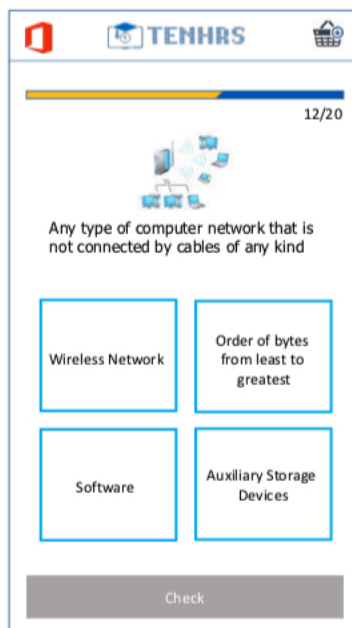 TENHRS
12/20
Any type of computer network that is
not connected by cables of any kind
Wireless Network
Order of bytes
from least to
greatest
Software
Auxiliary Storage
Devices
Check